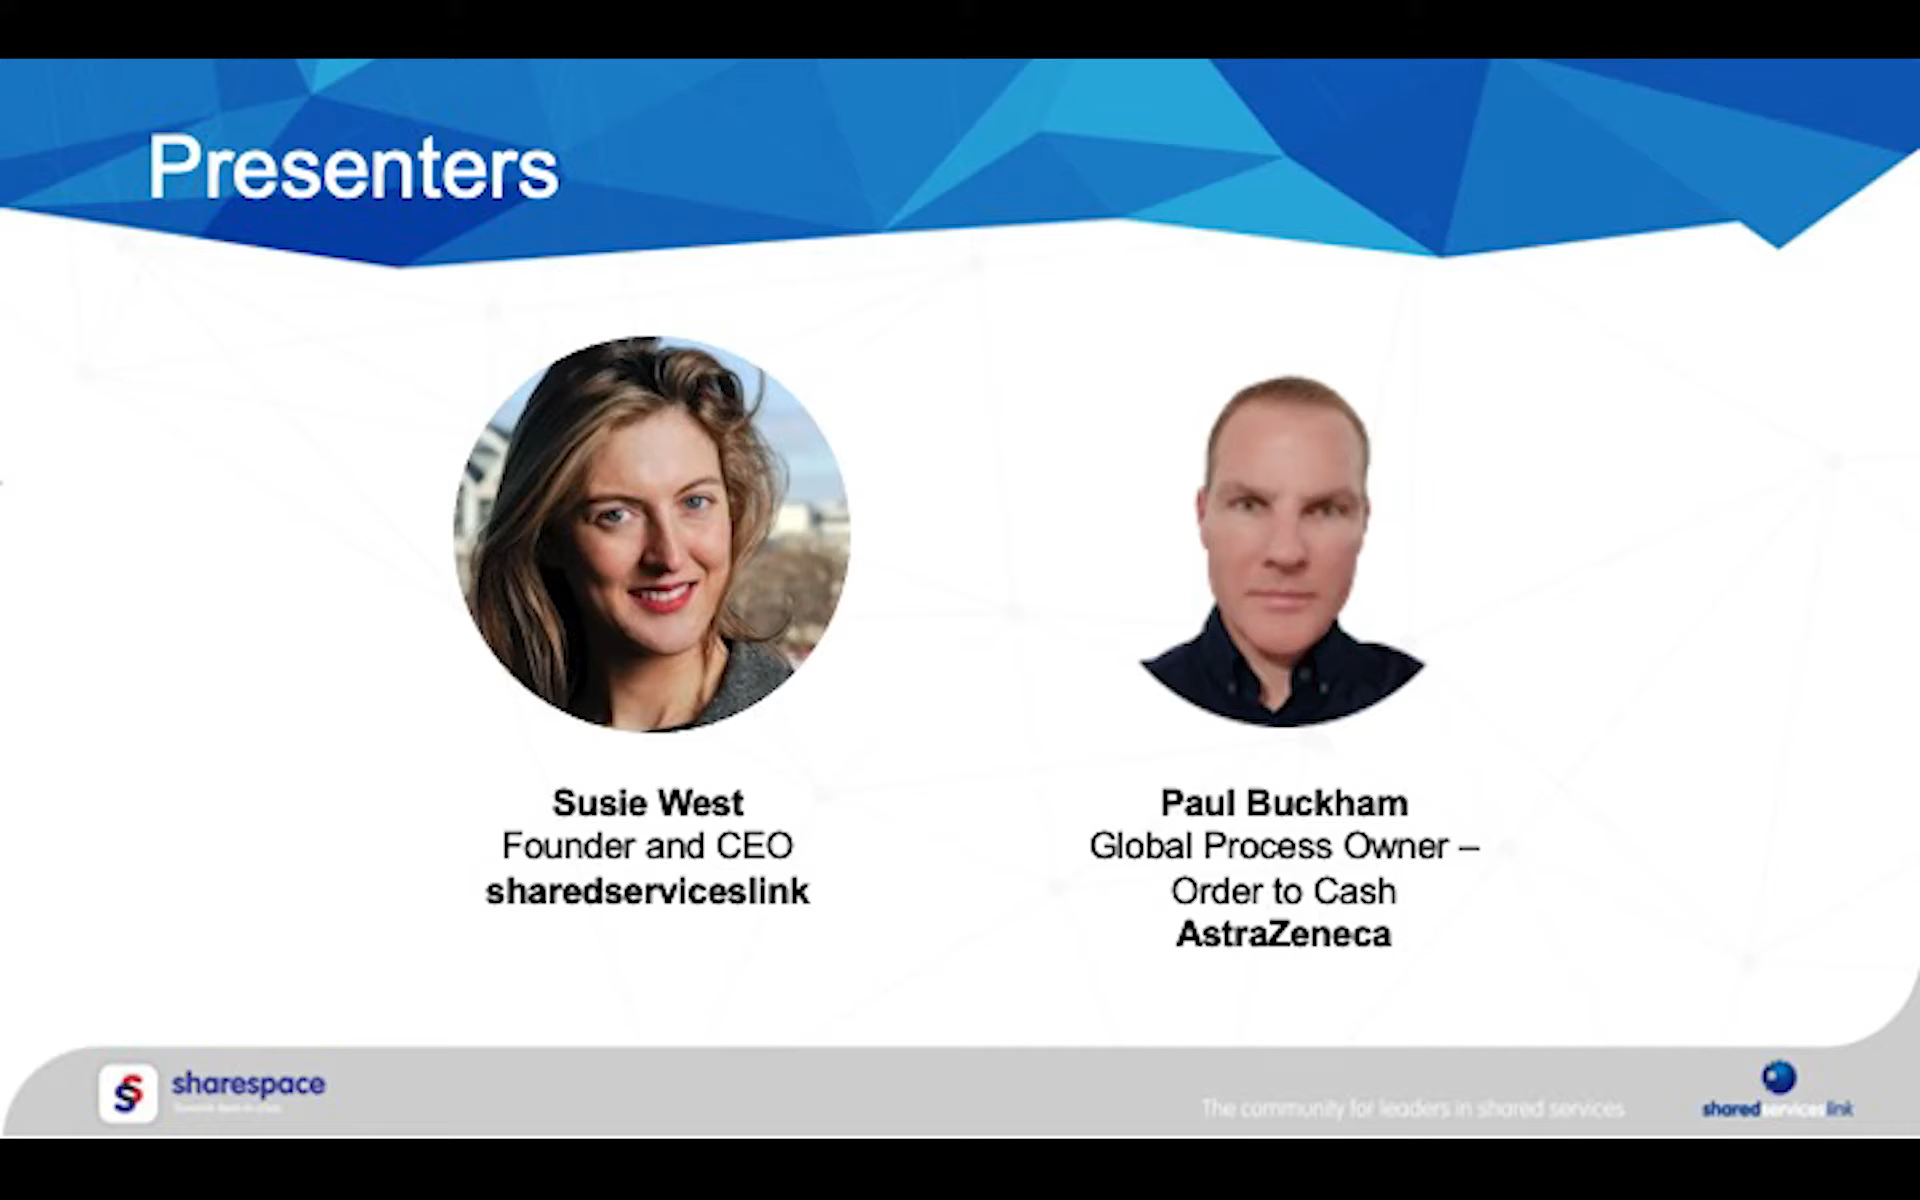 Presenters
Susie West
Founder and CEO
sharedserviceslink
Paul Buckham
Global Process Owner –
Order to Cash
AstraZeneca
sharespace
The community for leaders in shared services
sharedserviceslink